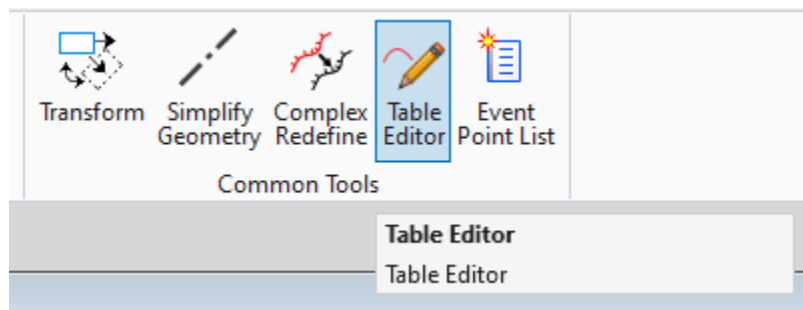 Transform Simplify Complex Table Event
Geometry Redefine Editor Point List
Common Tools
Table Editor
Table Editor